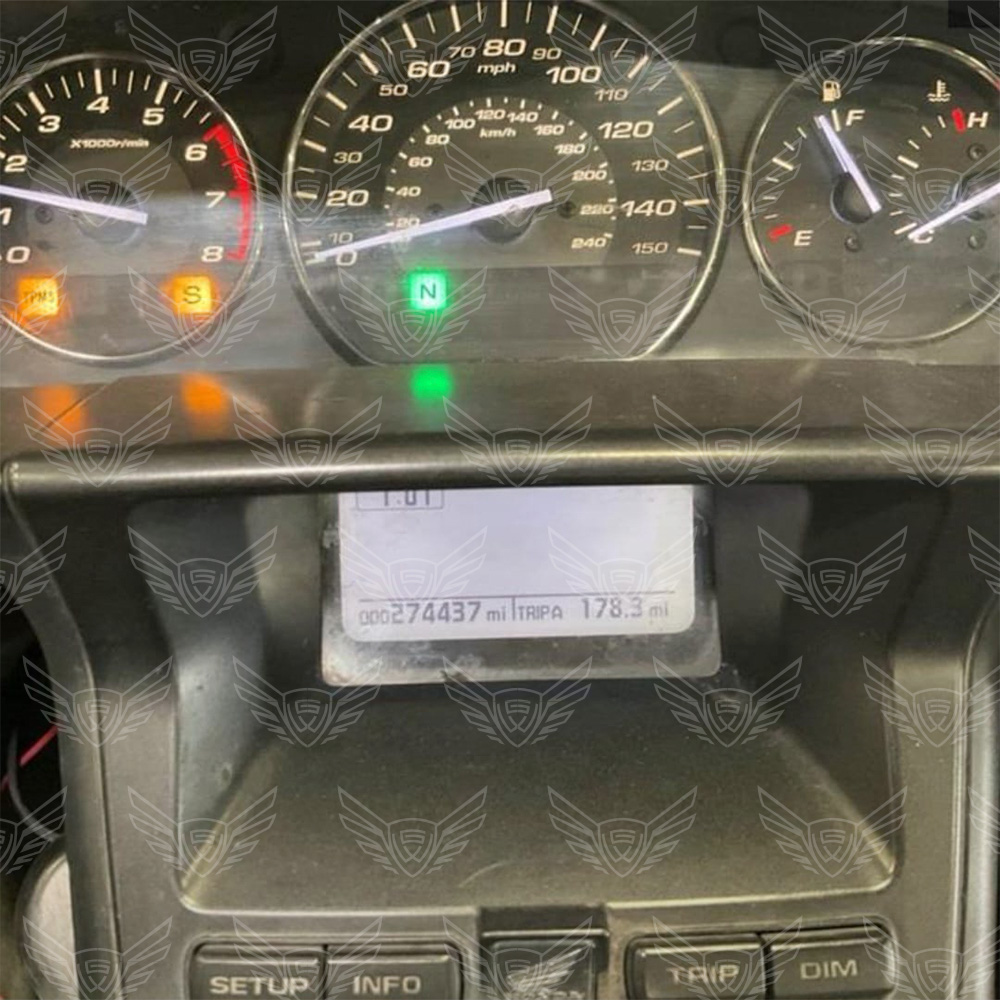 0 1 2 3 4 5 6 7 8
X1000r/min
TPMS
S
0 10 20 30 40 50 60 70 80 90 100 110 120 130 140 150
mph
20 40 60 80 100 120 140 160 180 200 220 240
km/h
N
F
E
H
C
1:01
000274437 mi TRIPA 178.3 mi
SETUP INFO TRIP DIM